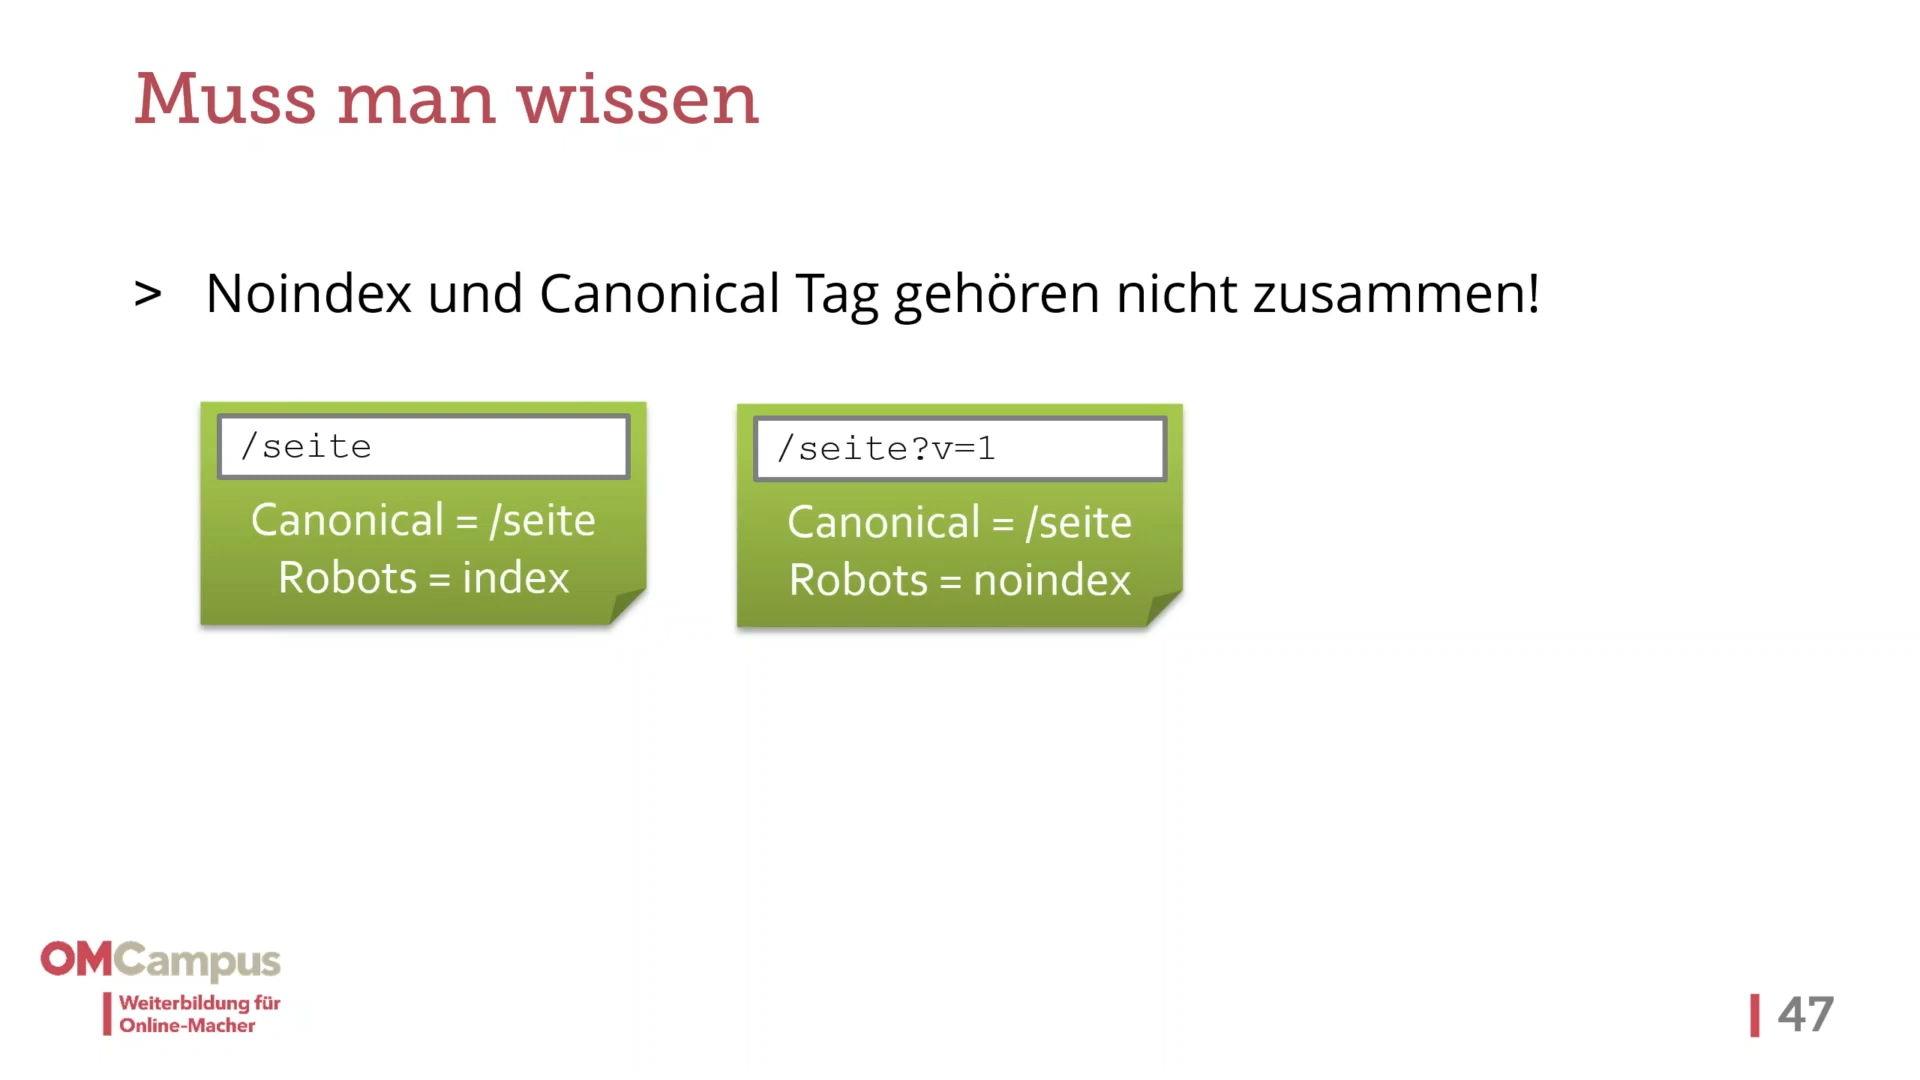 Muss man wissen
> Noindex und Canonical Tag gehören nicht zusammen!
/seite
Canonical = /seite
Robots = index
/seite?v=1
Canonical = /seite
Robots = noindex
OMCampus
Weiterbildung für
Online-Macher
47